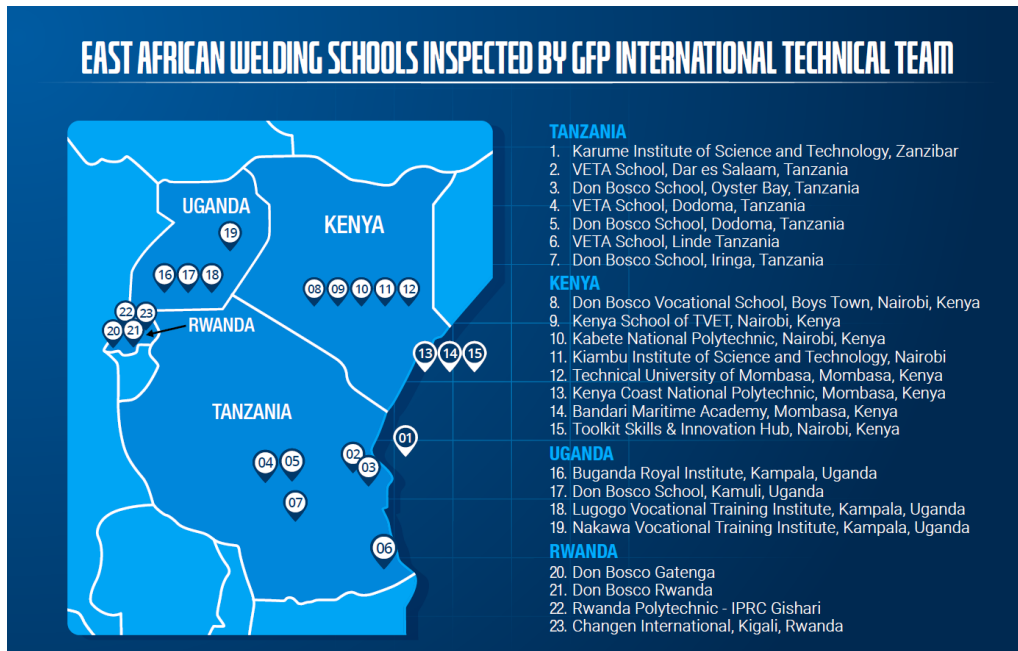 EAST AFRICAN WELDING SCHOOLS INSPECTED BY GFP INTERNATIONAL TECHNICAL TEAM
UGANDA
19
KENYA
16 17 18
08 09 10 11 12
22 23
20 21
RWANDA
13 14 15
TANZANIA
01
02
03
04 05
07
06
TANZANIA
1. Karume Institute of Science and Technology, Zanzibar
2. VETA School, Dar es Salaam, Tanzania
3. Don Bosco School, Oyster Bay, Tanzania
4. VETA School, Dodoma, Tanzania
5. Don Bosco School, Dodoma, Tanzania
6. VETA School, Linde Tanzania
7. Don Bosco School, Iringa, Tanzania
KENYA
8. Don Bosco Vocational School, Boys Town, Nairobi, Kenya
9. Kenya School of TVET, Nairobi, Kenya
10. Kabete National Polytechnic, Nairobi, Kenya
11. Kiambu Institute of Science and Technology, Nairobi
12. Technical University of Mombasa, Mombasa, Kenya
13. Kenya Coast National Polytechnic, Mombasa, Kenya
14. Bandari Maritime Academy, Mombasa, Kenya
15. Toolkit Skills & Innovation Hub, Nairobi, Kenya
UGANDA
16. Buganda Royal Institute, Kampala, Uganda
17. Don Bosco School, Kamuli, Uganda
18. Lugogo Vocational Training Institute, Kampala, Uganda
19. Nakawa Vocational Training Institute, Kampala, Uganda
RWANDA
20. Don Bosco Gatenga
21. Don Bosco Rwanda
22. Rwanda Polytechnic - IPRC Gishari
23. Changen International, Kigali, Rwanda